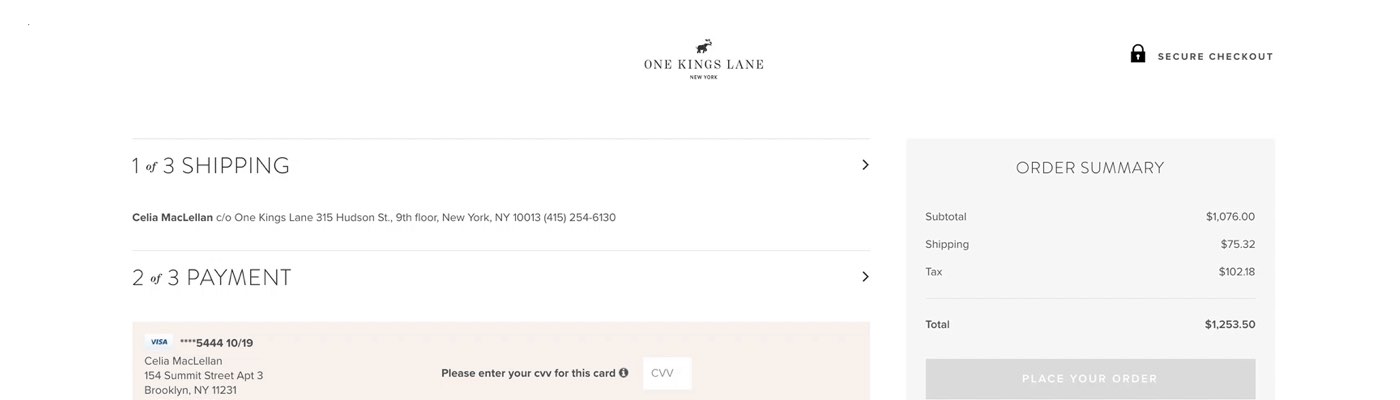 ONE KINGS LANE
NEW YORK
SECURE CHECKOUT
1 of 3 SHIPPING
Celia MacLellan c/o One Kings Lane 315 Hudson St., 9th floor, New York, NY 10013 (415) 254-6130
2 of 3 PAYMENT
VISA ****5444 10/19
Celia MacLellan
154 Summit Street Apt 3
Brooklyn, NY 11231
Please enter your cvv for this card
CVV
ORDER SUMMARY
Subtotal $1,076.00
Shipping $75.32
Tax $102.18
Total $1,253.50
PLACE YOUR ORDER